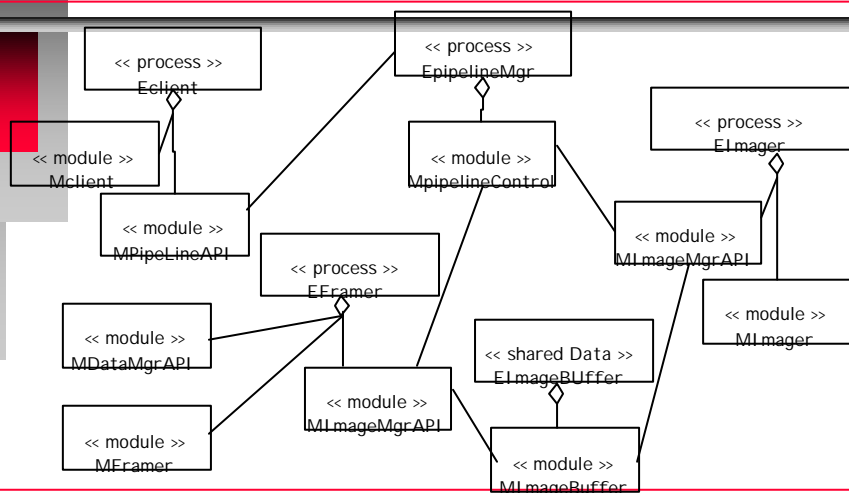 << process >>
Eclient
<< process >>
EpipelineMgr
<< process >>
EImager
<< module >>
Mclient
<< module >>
MpipelineControl
<< module >>
MPipeLineAPI
<< module >>
MImageMgrAPI
<< process >>
EFramer
<< module >>
MImager
<< module >>
MDataMgrAPI
<< shared Data >>
EImageBUffer
<< module >>
MImageMgrAPI
<< module >>
MFramer
<< module >>
MImageBuffer